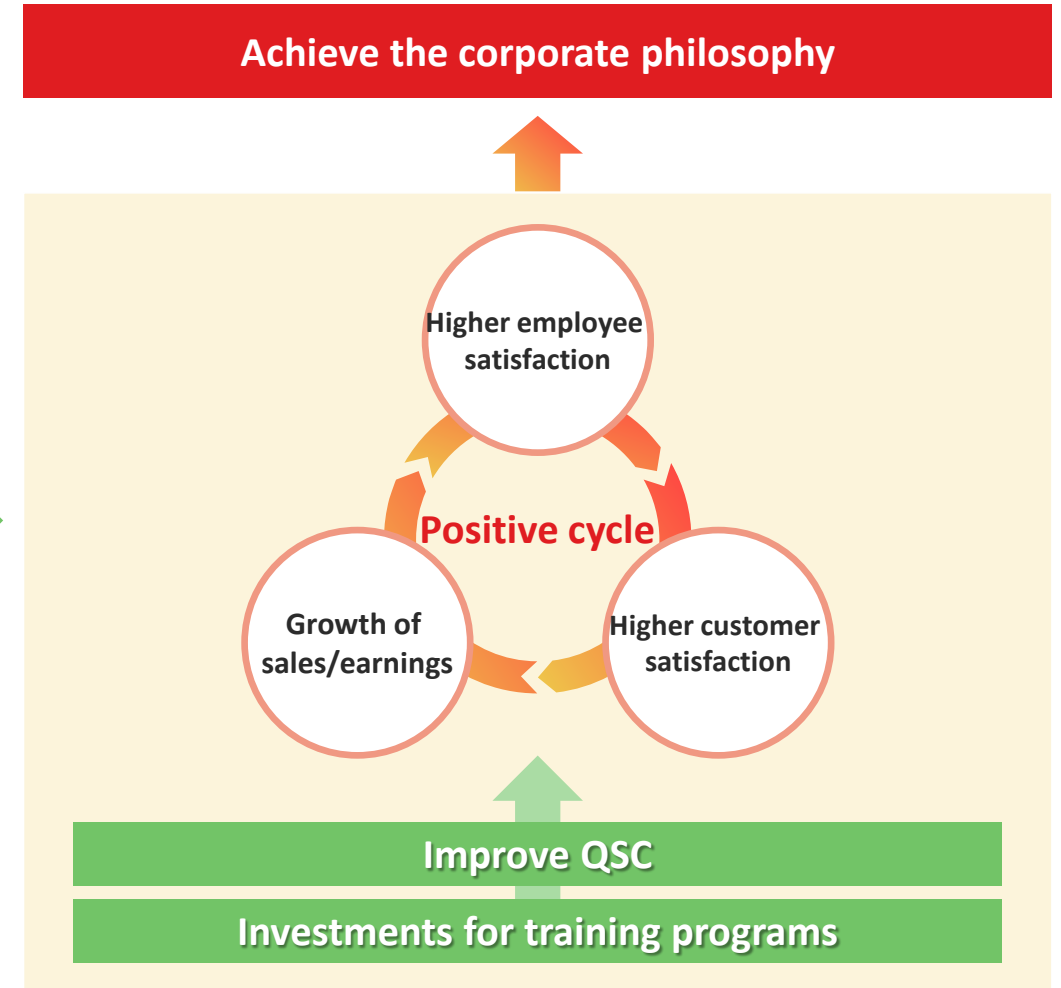 Achieve the corporate philosophy
Higher employee
satisfaction
Positive cycle
Growth of
sales/earnings
Higher customer
satisfaction
Improve QSC
Investments for training programs